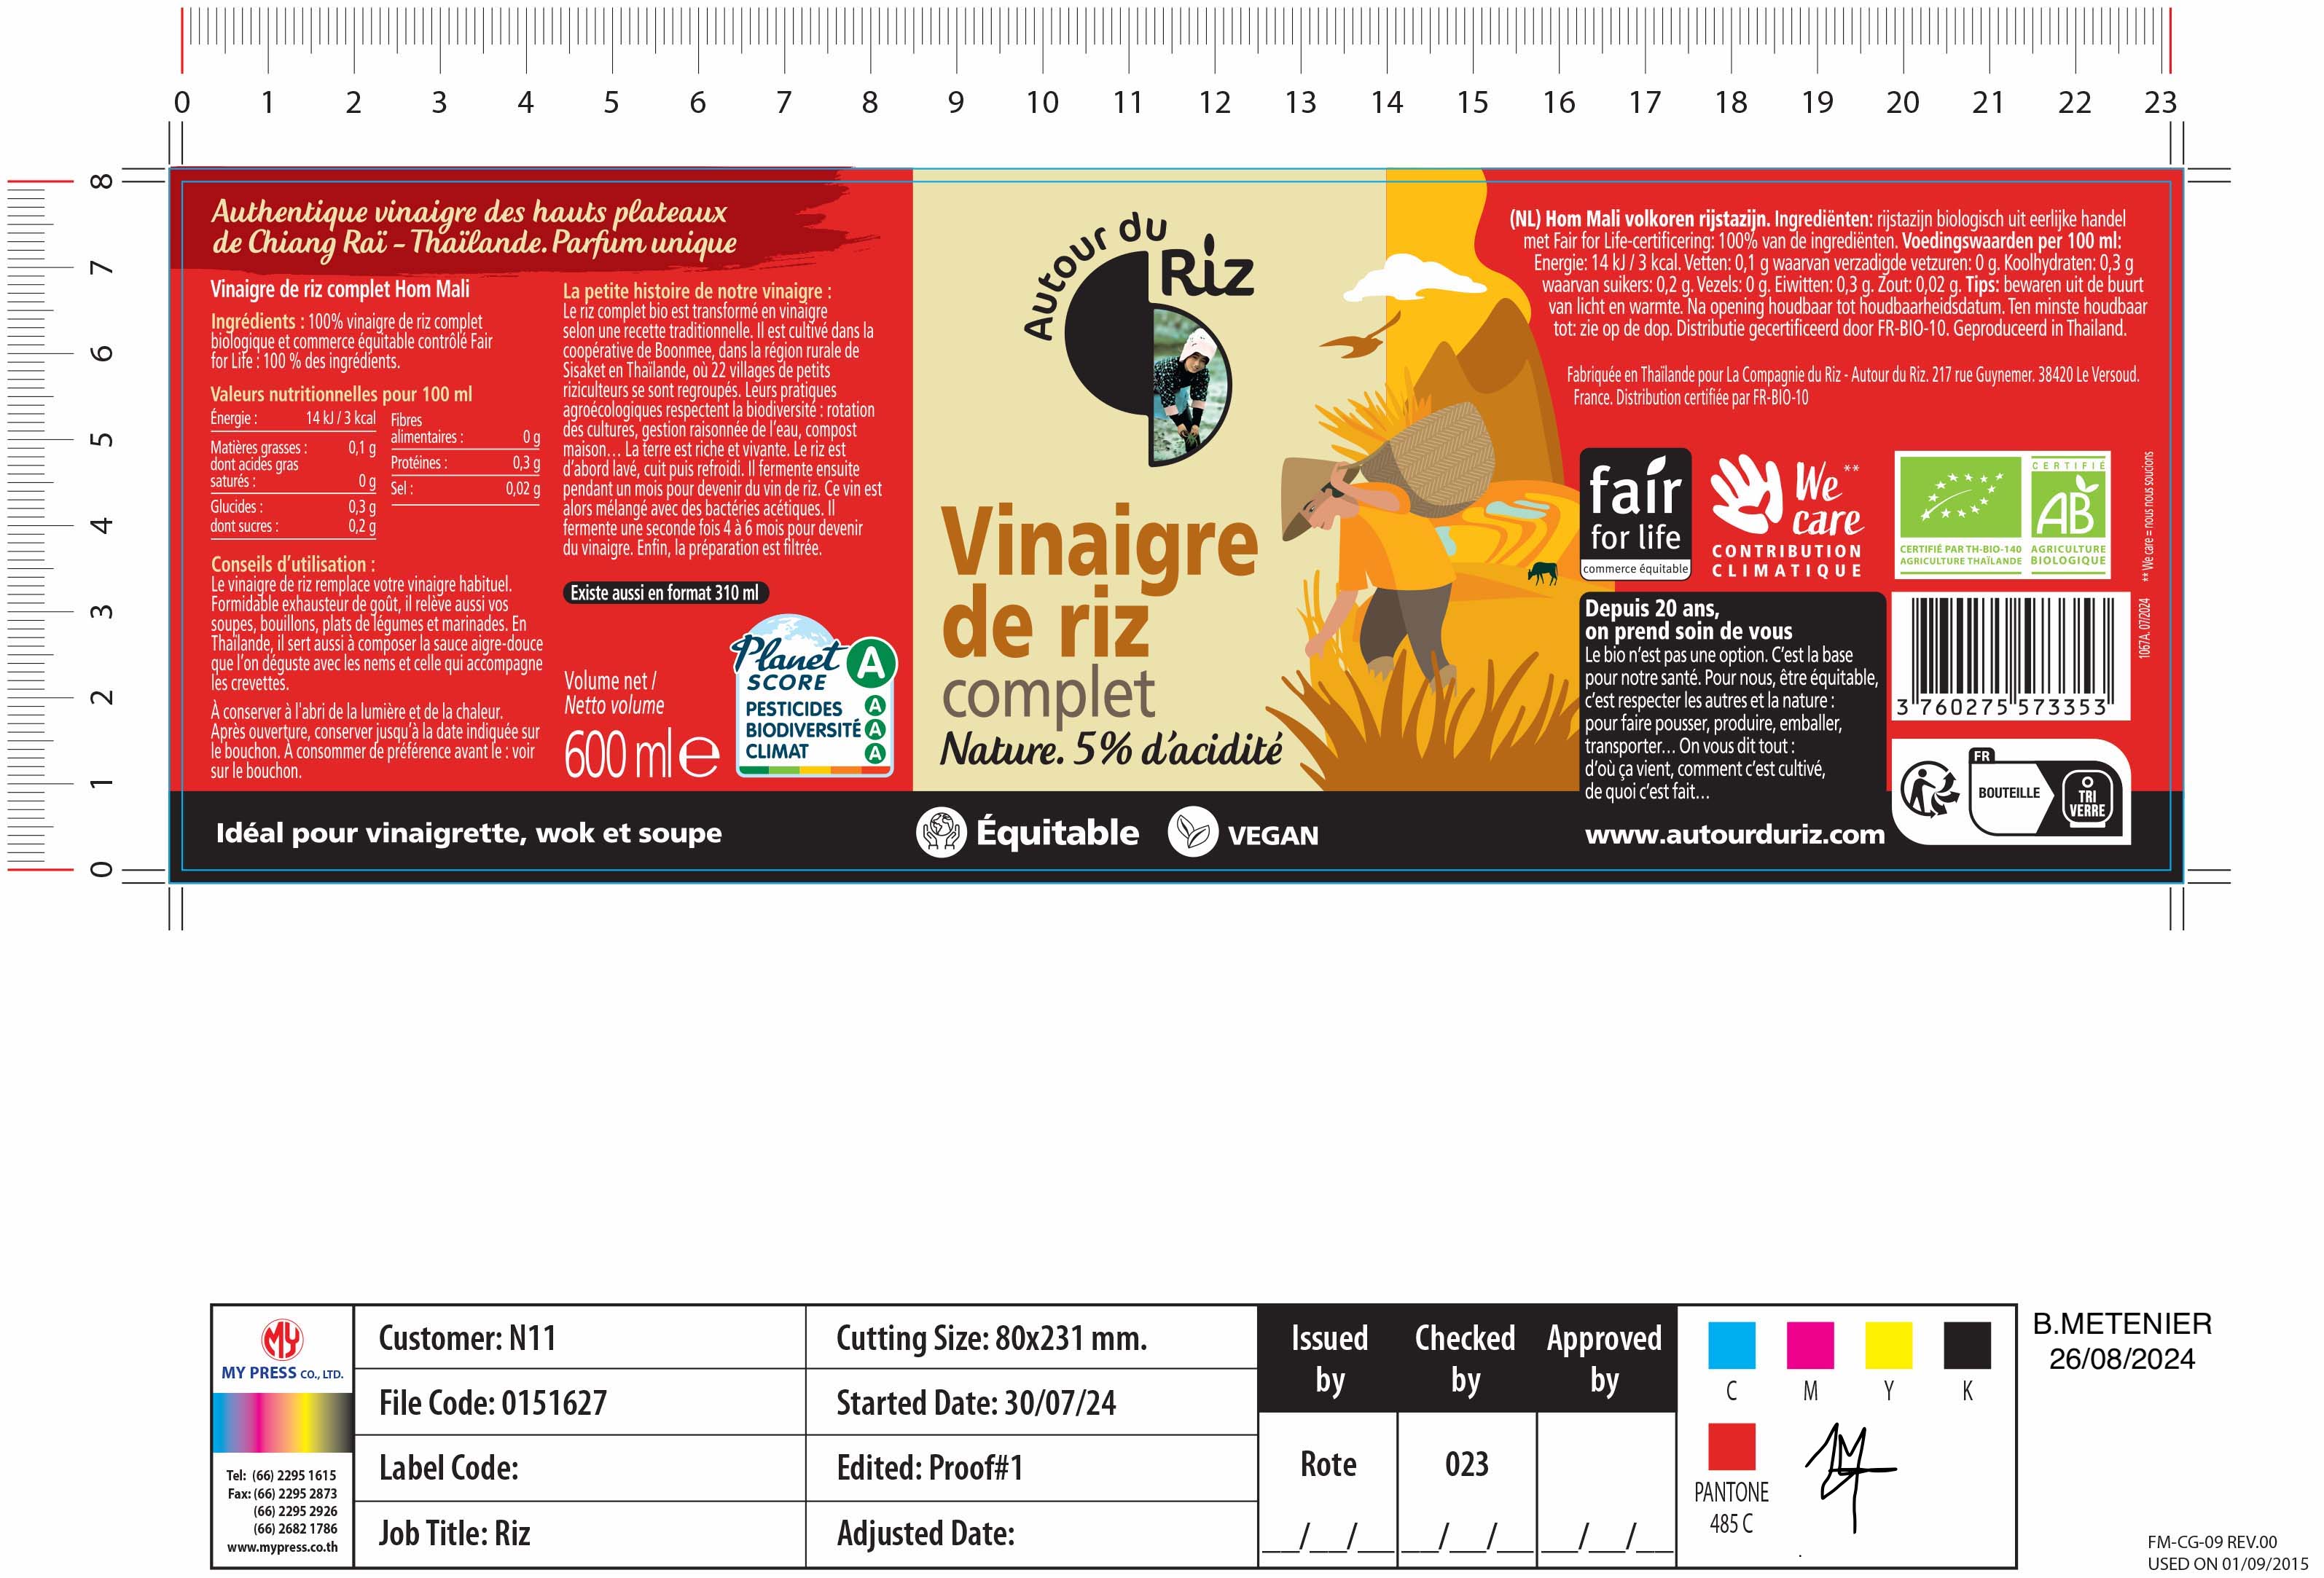 0 1 2 3 4 5 6 7 8 9 10 11 12 13 14 15 16 17 18 19 20 21 22 23
8
7
6
5
4
3
2
1
0
Authentique vinaigre des hauts plateaux
de Chiang Raï - Thaïlande. Parfum unique
Vinaigre de riz complet Hom Mali
Ingrédients : 100% vinaigre de riz complet
biologique et commerce équitable contrôlé Fair
for Life : 100 % des ingrédients.
Valeurs nutritionnelles pour 100 ml
Énergie : 14 kJ / 3 kcal
Matières grasses : 0,1 g
dont acides gras
saturés : 0 g
Glucides : 0,3 g
dont sucres : 0,2 g
Fibres
alimentaires : 0 g
Protéines : 0,3 g
Sel : 0,02 g
Conseils d’utilisation :
Le vinaigre de riz remplace votre vinaigre habituel.
Formidable exhausteur de goût, il relève aussi vos
soupes, bouillons, plats de légumes et marinades. En
Thaïlande, il sert aussi à composer la sauce aigre-douce
que l’on déguste avec les nems et celle qui accompagne
les crevettes.
À conserver à l'abri de la lumière et de la chaleur.
Après ouverture, conserver jusqu’à la date indiquée sur
le bouchon. À consommer de préférence avant le : voir
sur le bouchon.
La petite histoire de notre vinaigre :
Le riz complet bio est transformé en vinaigre
selon une recette traditionnelle. Il est cultivé dans la
coopérative de Boonmee, dans la région rurale de
Sisaket en Thaïlande, où 22 villages de petits
riziculteurs se sont regroupés. Leurs pratiques
agroécologiques respectent la biodiversité : rotation
des cultures, gestion raisonnée de l’eau, compost
maison… La terre est riche et vivante. Le riz est
d’abord lavé, cuit puis refroidi. Il fermente ensuite
pendant un mois pour devenir du vin de riz. Ce vin est
alors mélangé avec des bactéries acétiques. Il
fermente une seconde fois 4 à 6 mois pour devenir
du vinaigre. Enfin, la préparation est filtrée.
Existe aussi en format 310 ml
Volume net /
Netto volume
600 ml e
Planet A
SCORE
PESTICIDES A
BIODIVERSITÉ A
CLIMAT A
Idéal pour vinaigrette, wok et soupe
Autour du
Riz
Vinaigre
de riz
complet
Nature. 5% d’acidité
Équitable
VEGAN
(NL) Hom Mali volkoren rijstazijn. Ingrediënten: rijstazijn biologisch uit eerlijke handel
met Fair for Life-certificering: 100% van de ingrediënten. Voedingswaarden per 100 ml:
Energie: 14 kJ / 3 kcal. Vetten: 0,1 g waarvan verzadigde vetzuren: 0 g. Koolhydraten: 0,3 g
waarvan suikers: 0,2 g. Vezels: 0 g. Eiwitten: 0,3 g. Zout: 0,02 g. Tips: bewaren uit de buurt
van licht en warmte. Na opening houdbaar tot houdbaarheidsdatum. Ten minste houdbaar
tot: zie op de dop. Distributie gecertificeerd door FR-BIO-10. Geproduceerd in Thailand.
Fabriquée en Thaïlande pour La Compagnie du Riz - Autour du Riz. 217 rue Guynemer. 38420 Le Versoud.
France. Distribution certifiée par FR-BIO-10
fair
for life
commerce équitable
We **
care
CONTRIBUTION
CLIMATIQUE
CERTIFIÉ PAR TH-BIO-140
AGRICULTURE THAÏLANDE
CERTIFIÉ
AB
AGRICULTURE
BIOLOGIQUE
1067A. 07/2024 ** We care = nous nous soucions
Depuis 20 ans,
on prend soin de vous
Le bio n’est pas une option. C’est la base
pour notre santé. Pour nous, être équitable,
c’est respecter les autres et la nature :
pour faire pousser, produire, emballer,
transporter… On vous dit tout :
d’où ça vient, comment c’est cultivé,
de quoi c’est fait…
www.autourduriz.com
3 760275 573353
FR
BOUTEILLE
TRI
VERRE
MY
MY PRESS CO., LTD.
Tel: (66) 2295 1615
Fax: (66) 2295 2873
(66) 2295 2926
(66) 2682 1786
www.mypress.co.th
Customer: N11
File Code: 0151627
Label Code:
Job Title: Riz
Cutting Size: 80x231 mm.
Started Date: 30/07/24
Edited: Proof#1
Adjusted Date:
Issued
by
Checked
by
Approved
by
Rote
023
__/__/__ __/__/__ __/__/__
C M Y K
PANTONE
485 C
B.METENIER
26/08/2024
FM-CG-09 REV.00
USED ON 01/09/2015